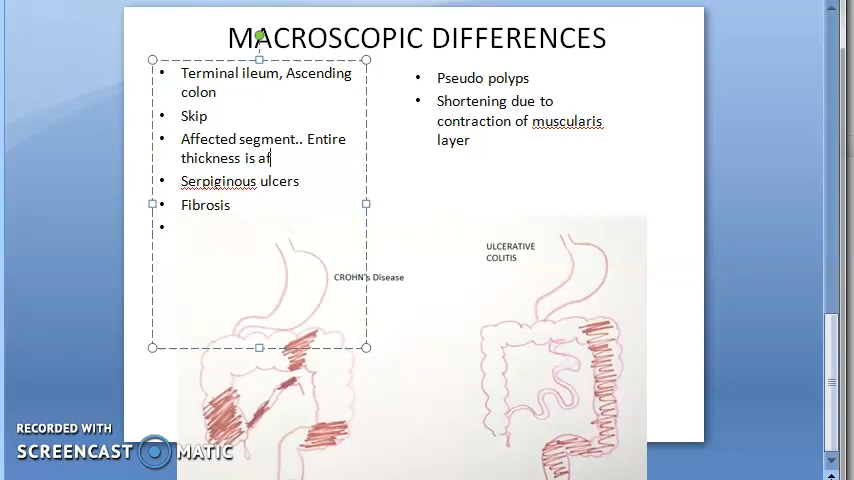 MACROSCOPIC DIFFERENCES
• Terminal ileum, Ascending
colon
• Skip
• Affected segment.. Entire
thickness is af
• Serpiginous ulcers
• Fibrosis
•
• Pseudo polyps
• Shortening due to
contraction of muscularis
layer
CROHN's Disease
ULCERATIVE
COLITIS
RECORDED WITH
SCREENCAST MATIC